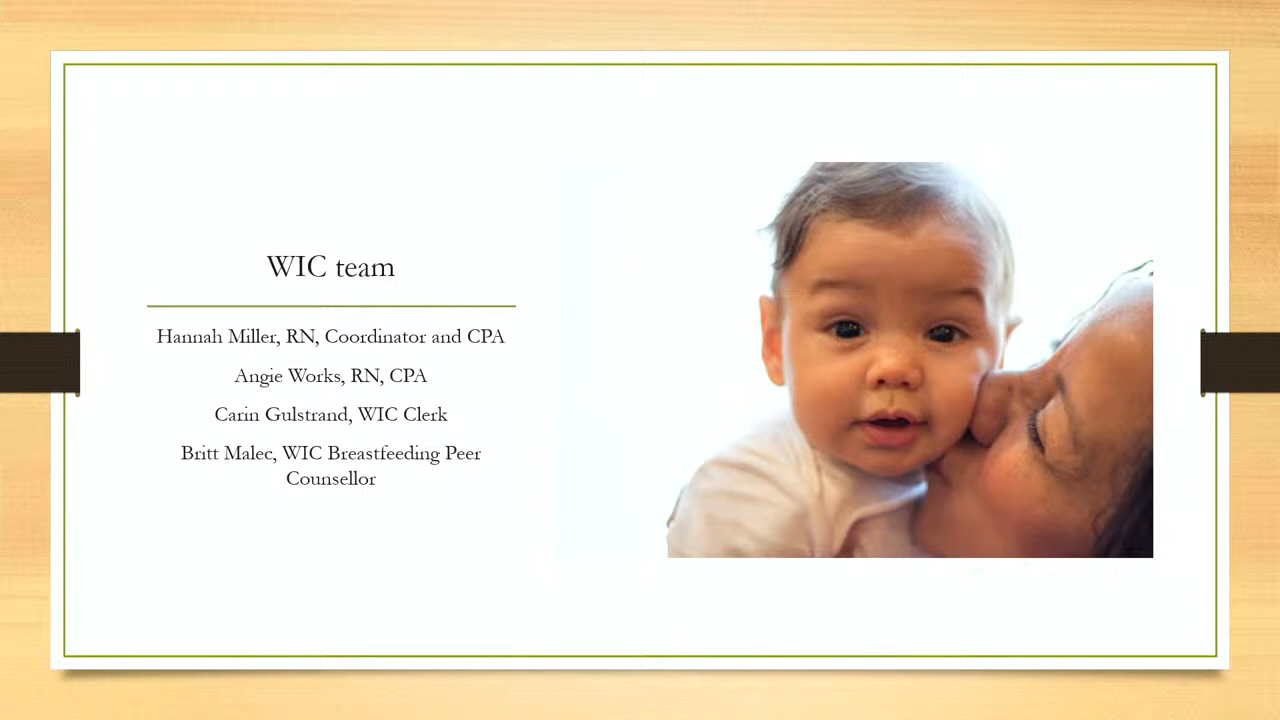 WIC team
Hannah Miller, RN, Coordinator and CPA
Angie Works, RN, CPA
Carin Gulstrand, WIC Clerk
Britt Malec, WIC Breastfeeding Peer
Counsellor